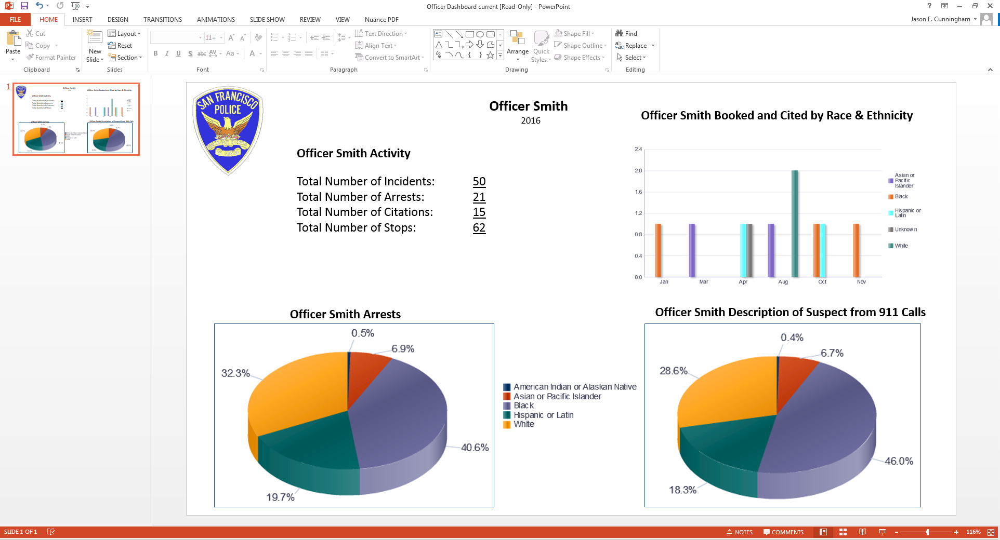 Officer Dashboard current [Read-Only] - PowerPoint
?
FILE
HOME
INSERT
DESIGN
TRANSITIONS
ANIMATIONS
SLIDE SHOW
REVIEW
VIEW
Nuance PDF
Jason E. Cunningham
Paste
Cut
Copy
Format Painter
Clipboard
New
Slide
Layout
Reset
Section
Slides
11+
B I U S abc AV Aa A
Font
Text Direction
Align Text
Convert to SmartArt
Paragraph
Arrange
Quick
Styles
Shape Fill
Shape Outline
Shape Effects
Drawing
Find
Replace
Select
Editing
1
SAN FRANCISCO
POLICE
Officer Smith
2016
Officer Smith Activity
Total Number of Incidents: 50
Total Number of Arrests: 21
Total Number of Citations: 15
Total Number of Stops: 62
Officer Smith Booked and Cited by Race & Ethnicity
2.4
2.0
1.6
1.2
0.8
0.4
0.0
Jan Mar Apr Aug Oct Nov
Asian or
Pacific
Islander
Black
Hispanic or
Latin
Unknown
White
Officer Smith Arrests
0.5%
6.9%
32.3%
40.6%
19.7%
American Indian or Alaskan Native
Asian or Pacific Islander
Black
Hispanic or Latin
White
Officer Smith Description of Suspect from 911 Calls
0.4%
6.7%
28.6%
46.0%
18.3%
SLIDE 1 OF 1
NOTES
COMMENTS
116%